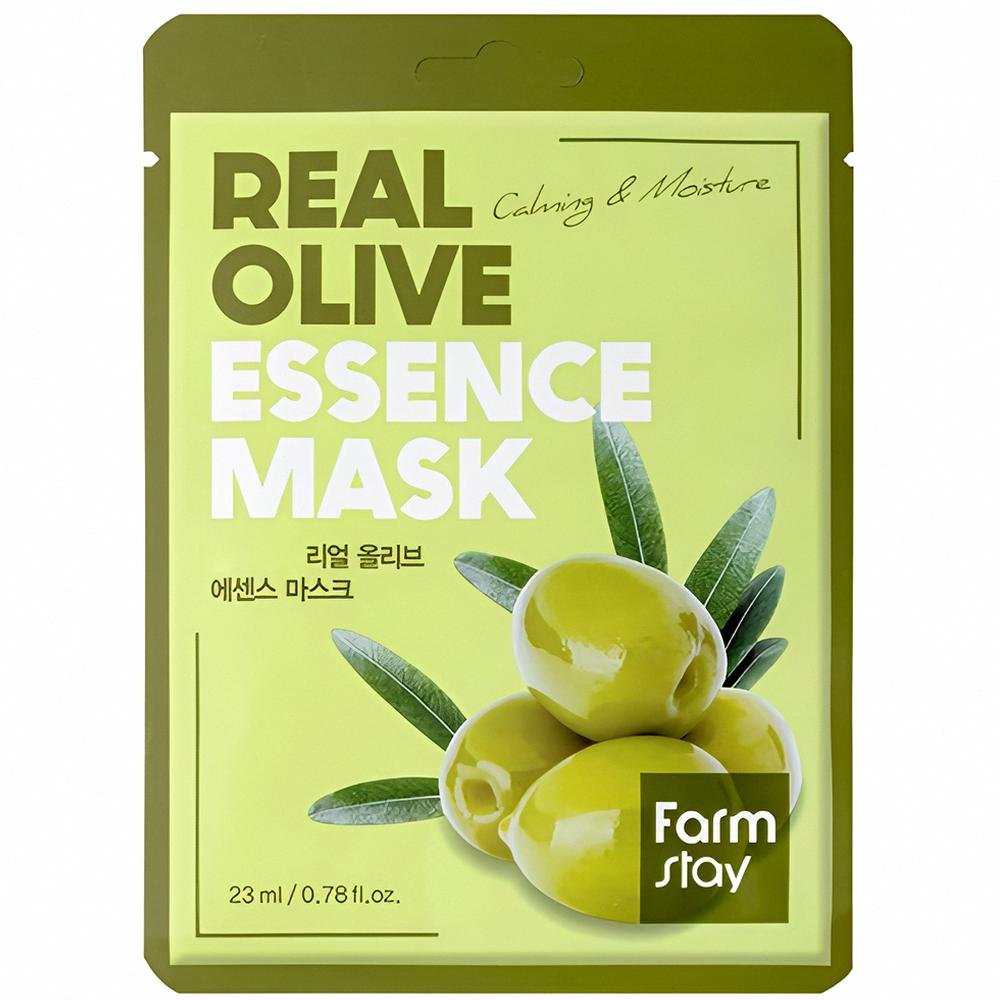 REAL
Calming & Moisture
OLIVE
ESSENCE
MASK
리얼 올리브
에센스 마스크
23 ml / 0.78 fl.oz.
Farm
stay